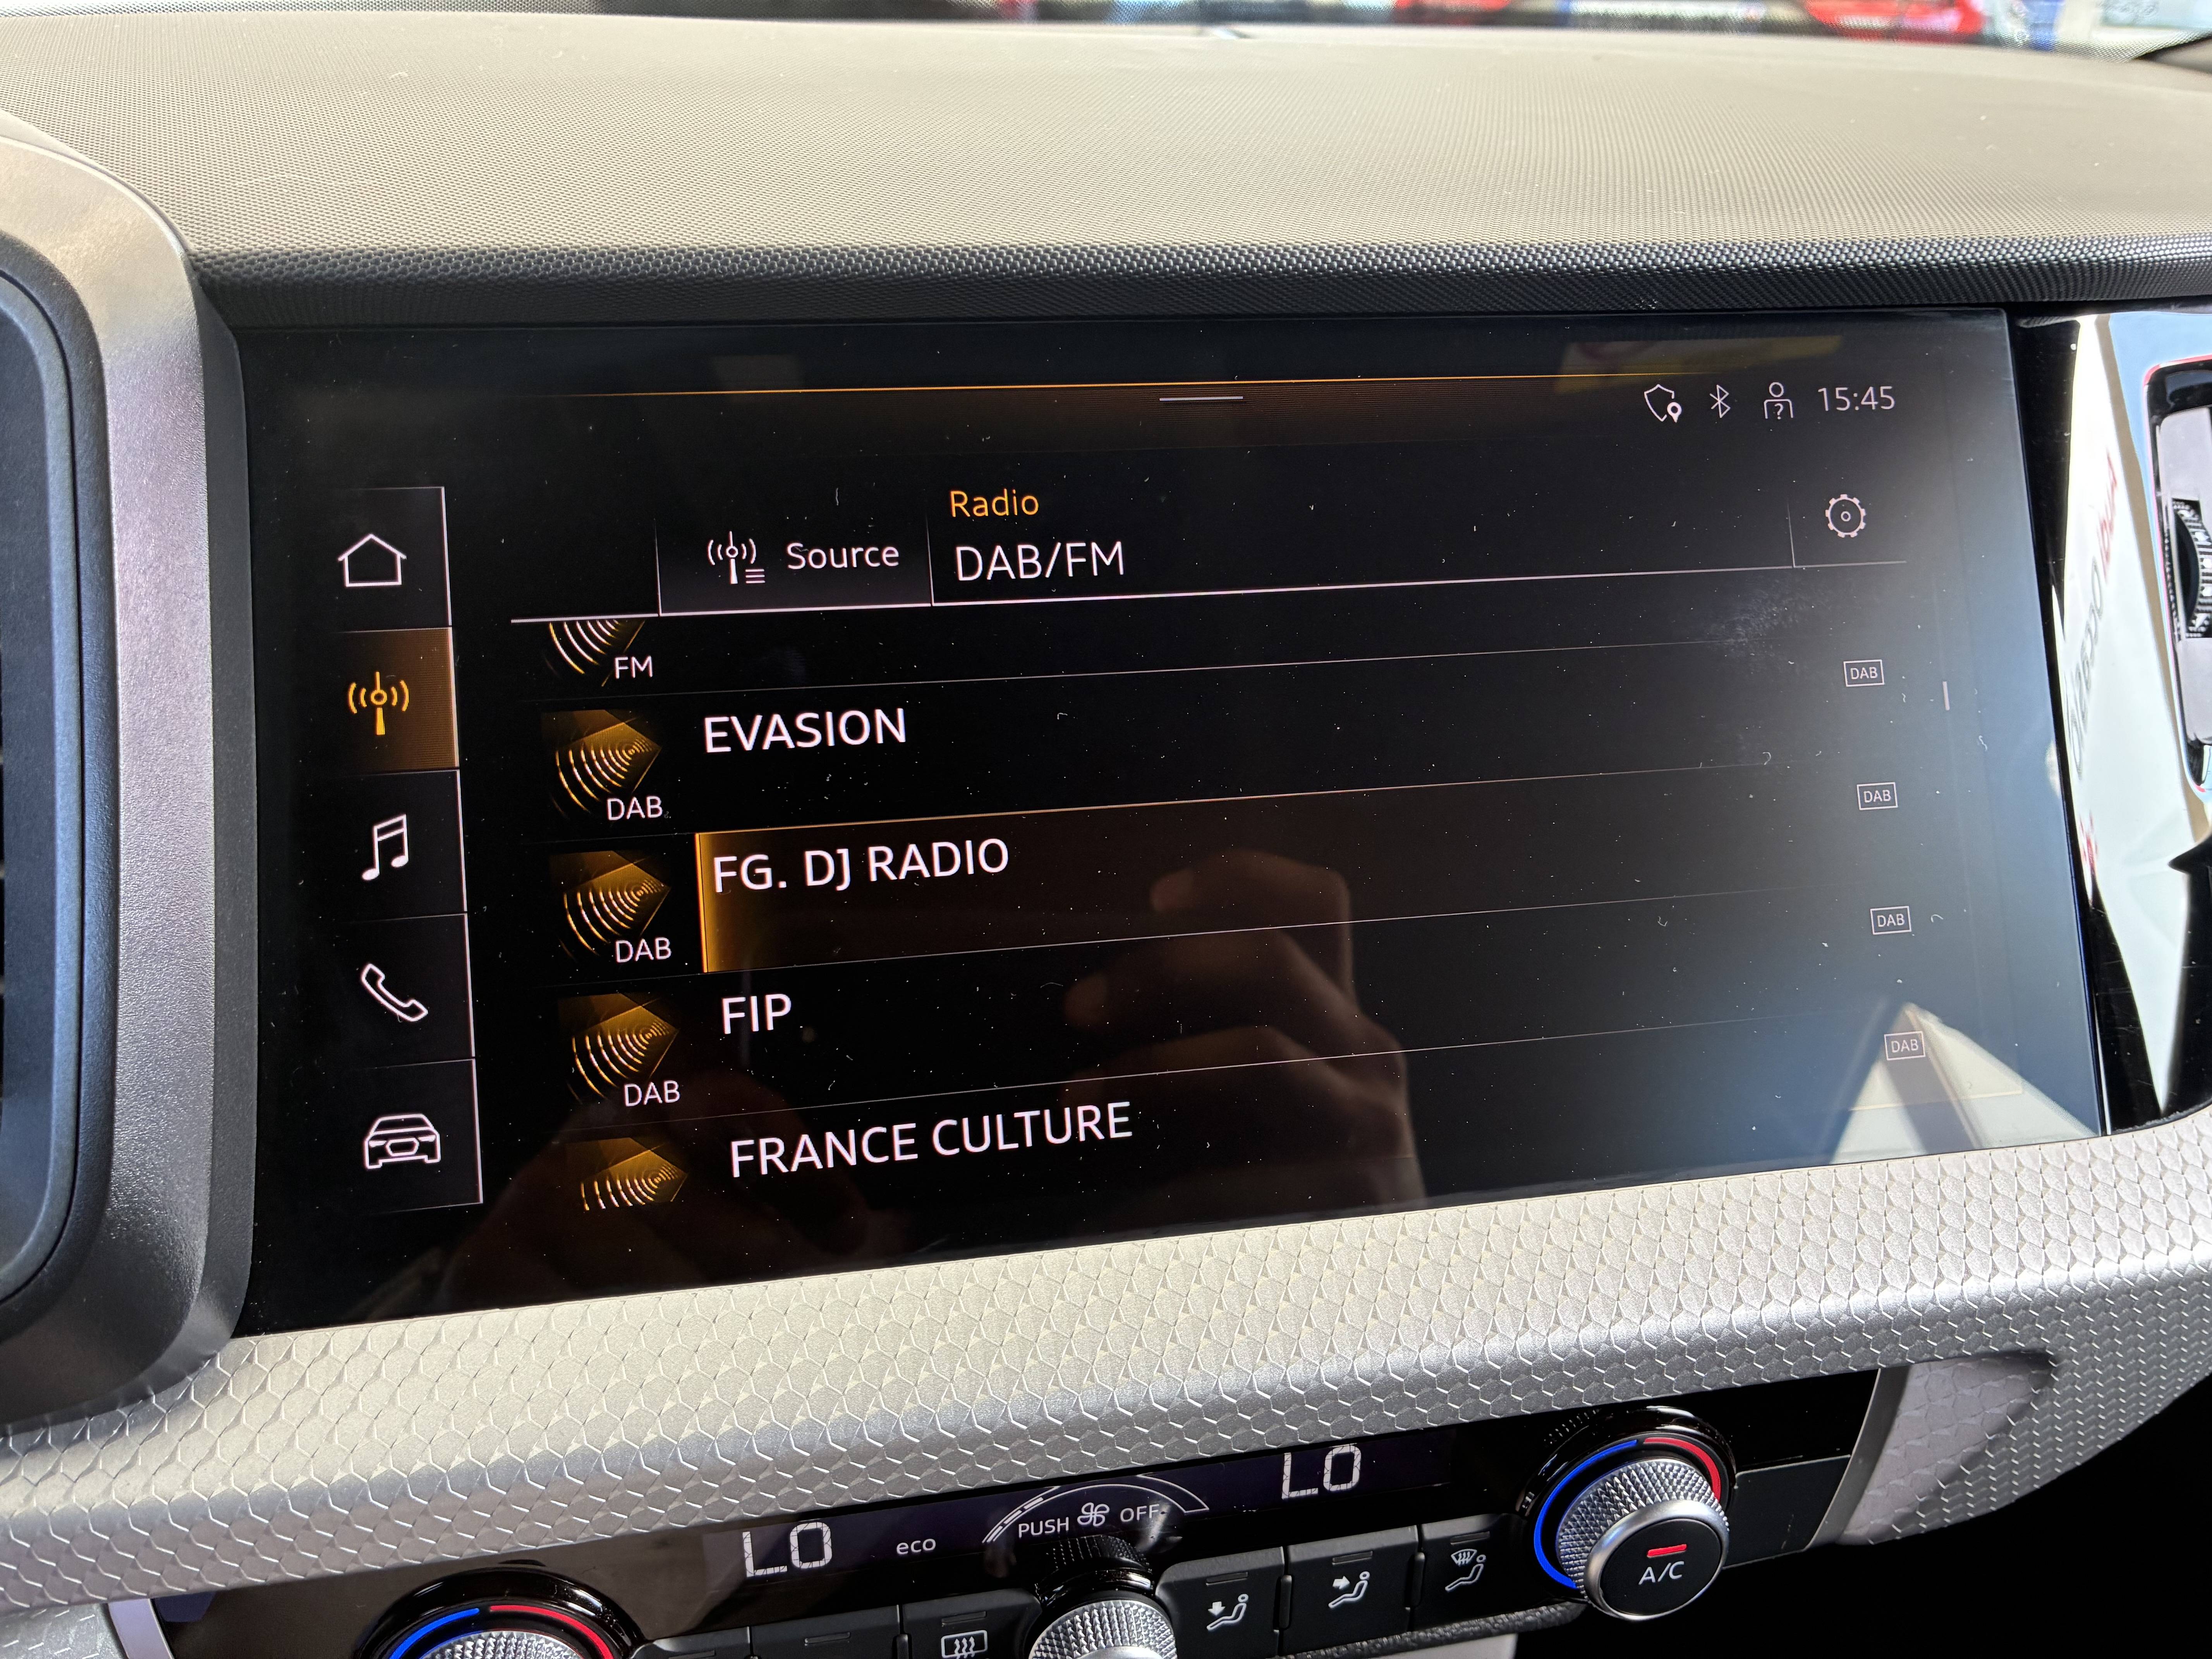 15:45
Radio
Source
DAB/FM
FM
DAB
EVASION
DAB
DAB
FG. DJ RADIO
DAB
DAB
FIP
DAB
DAB
FRANCE CULTURE
LO
eco
PUSH OFF
LO
A/C